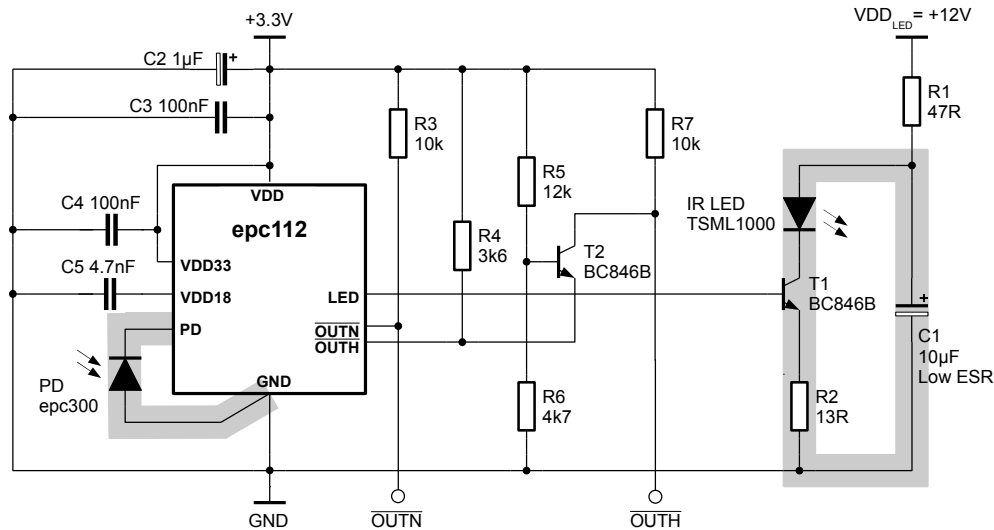 +3.3V
VDD LED = +12V
C2 1µF
+
C3 100nF
R1
47R
R3
10k
R7
10k
R5
12k
VDD
C4 100nF
epc112
IR LED
TSML1000
R4
3k6
T2
BC846B
VDD33
C5 4.7nF
VDD18
LED
T1
BC846B
+
PD
OUTN
OUTH
C1
10µF
Low ESR
GND
PD
epc300
R6
4k7
R2
13R
GND
OUTN
OUTH